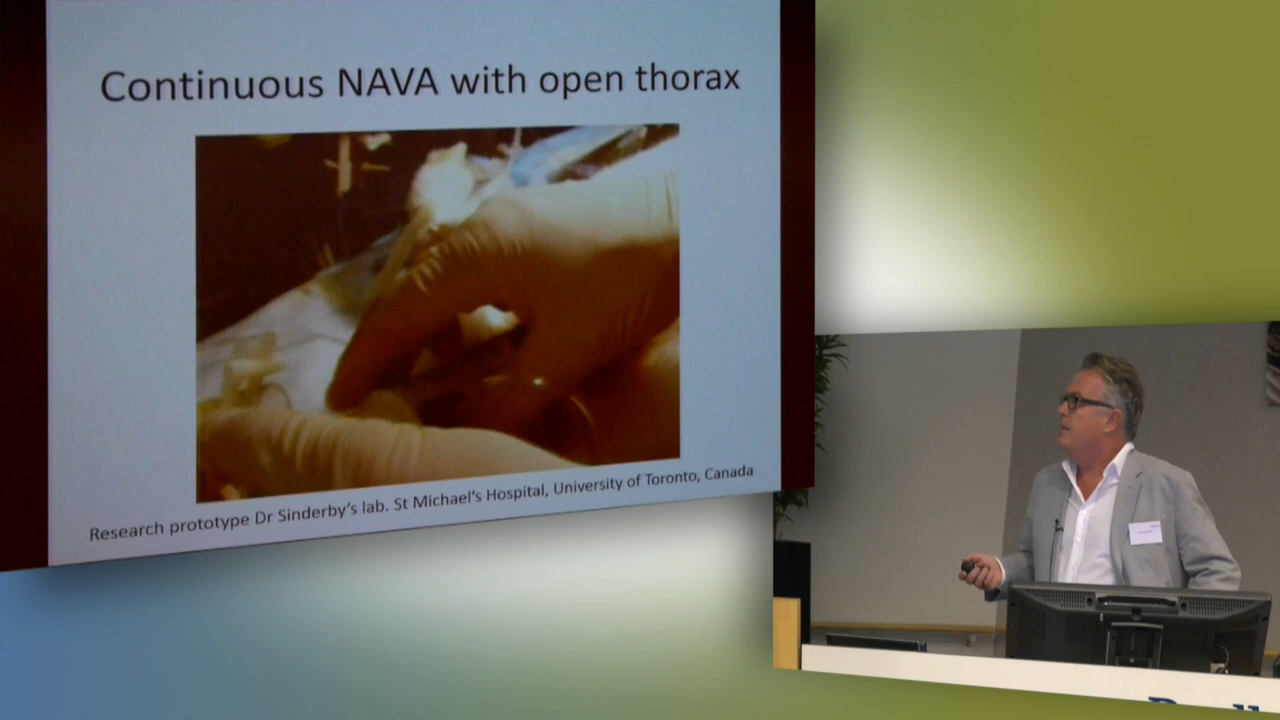 Continuous NAVA with open thorax
Research prototype Dr Sinderby's lab. St Michael's Hospital, University of Toronto, Canada